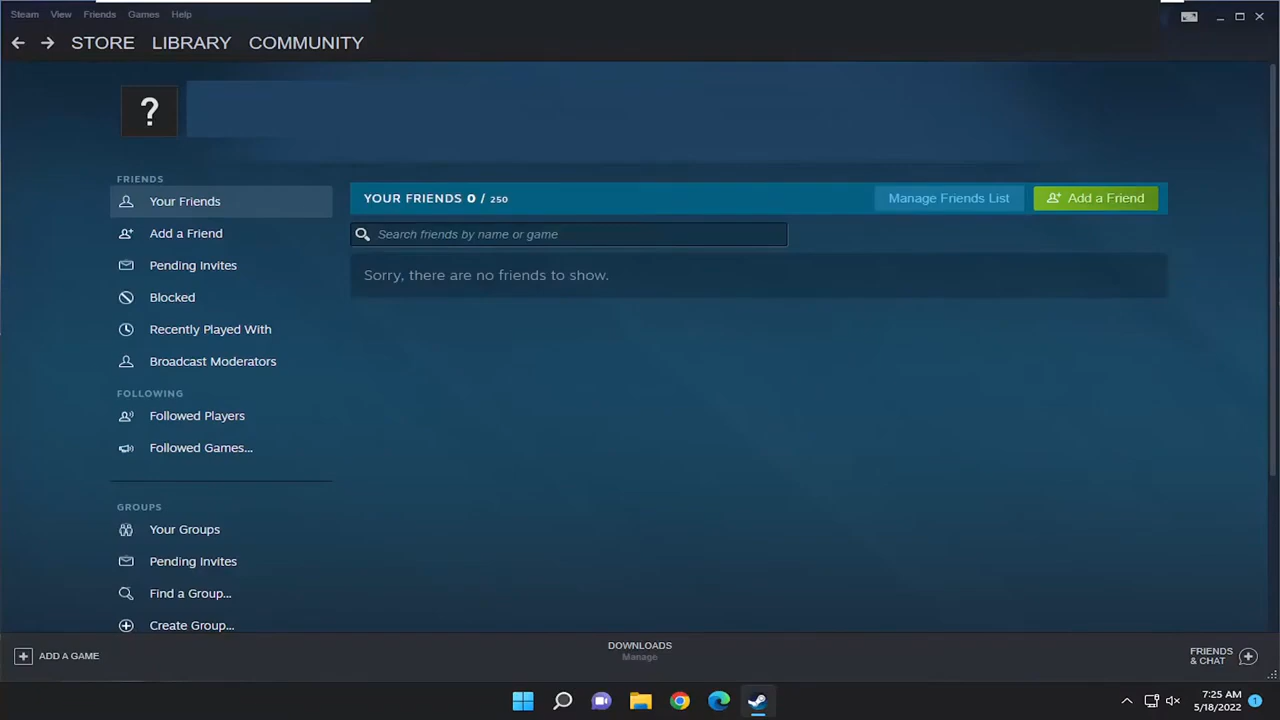 Steam View Friends Games Help
STORE LIBRARY COMMUNITY
?
FRIENDS
Your Friends
Add a Friend
Pending Invites
Blocked
Recently Played With
Broadcast Moderators
FOLLOWING
Followed Players
Followed Games...
GROUPS
Your Groups
Pending Invites
Find a Group...
Create Group...
YOUR FRIENDS 0 / 250 Manage Friends List Add a Friend
Search friends by name or game
Sorry, there are no friends to show.
ADD A GAME
DOWNLOADS
Manage
FRIENDS
& CHAT
7:25 AM
5/18/2022
1